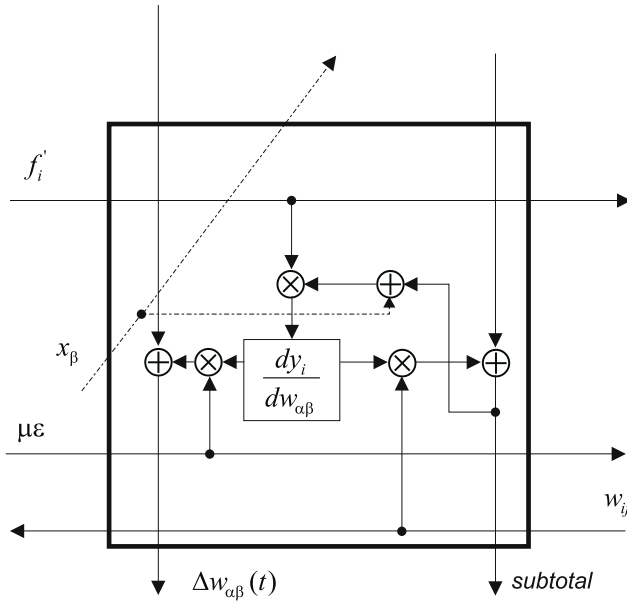 f_i'
x_β
dy_i
dw_αβ
με
w_ij
Δw_αβ(t)
subtotal